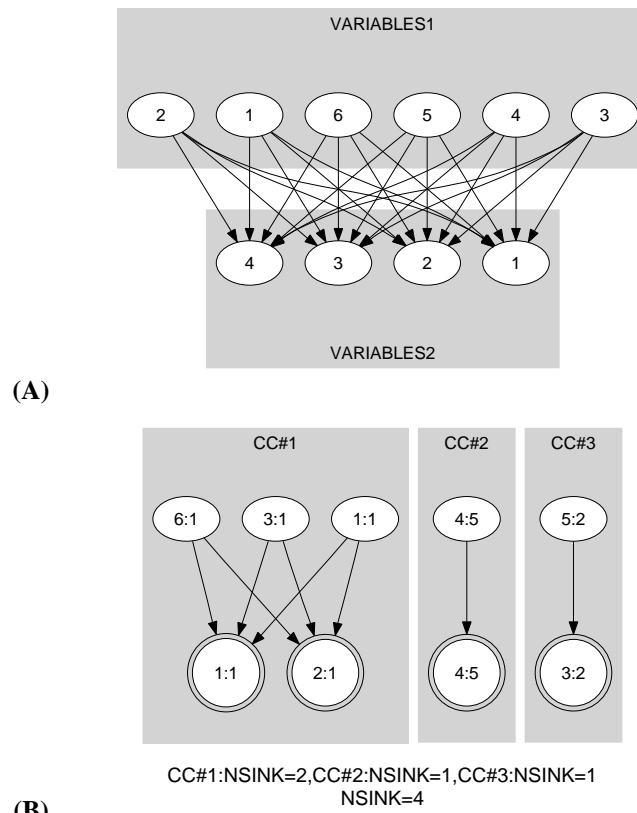 VARIABLES1
2 1 6 5 4 3
4 3 2 1
VARIABLES2
(A)
CC#1 CC#2 CC#3
6:1 3:1 1:1 4:5 5:2
1:1 2:1 4:5 3:2
CC#1:NSINK=2,CC#2:NSINK=1,CC#3:NSINK=1
NSINK=4
(B)